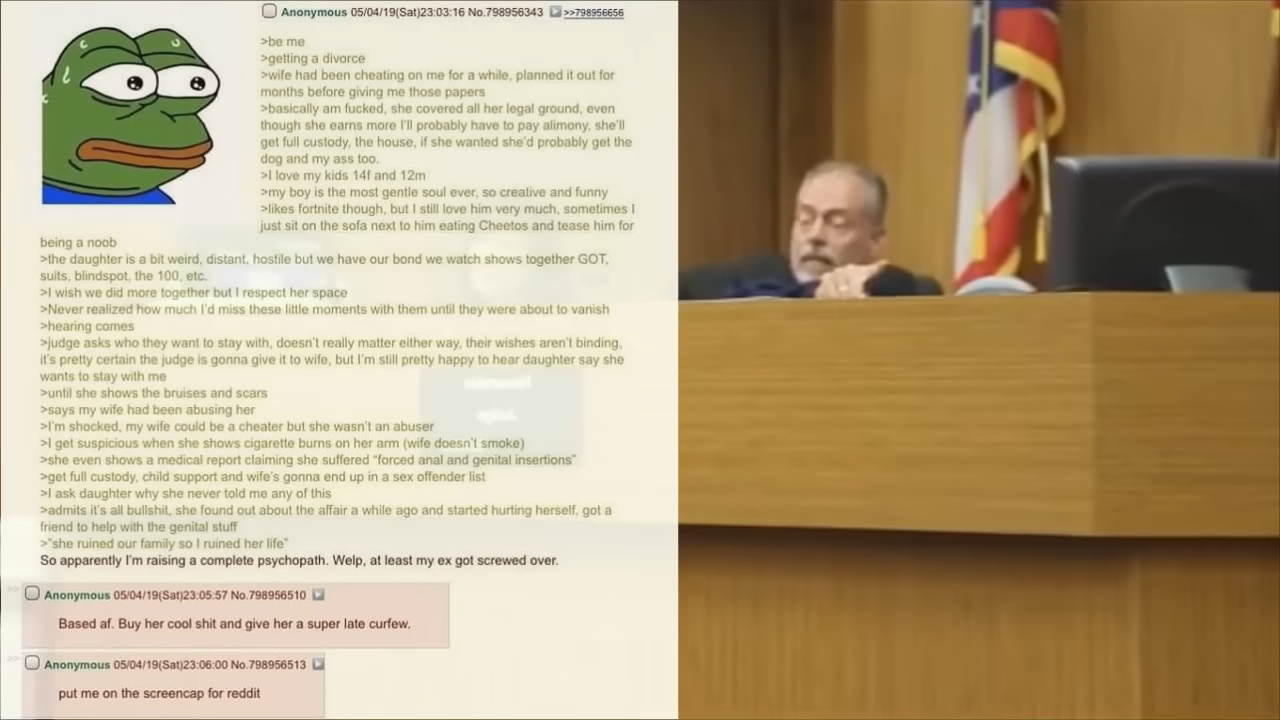 Anonymous 05/04/19(Sat)23:03:16 No.798956343 >>798956656
>be me
>getting a divorce
>wife had been cheating on me for a while, planned it out for
months before giving me those papers
>basically am fucked, she covered all her legal ground, even
though she earns more I'll probably have to pay alimony, she'll
get full custody, the house, if she wanted she'd probably get the
dog and my ass too.
>I love my kids 14f and 12m
>my boy is the most gentle soul ever, so creative and funny
>likes fortnite though, but I still love him very much, sometimes I
just sit on the sofa next to him eating Cheetos and tease him for
being a noob
>the daughter is a bit weird, distant, hostile but we have our bond we watch shows together GOT,
suits, blindspot, the 100, etc.
>I wish we did more together but I respect her space
>Never realized how much I'd miss these little moments with them until they were about to vanish
>hearing comes
>judge asks who they want to stay with, doesn't really matter either way, their wishes aren't binding,
it's pretty certain the judge is gonna give it to wife, but I'm still pretty happy to hear daughter say she
wants to stay with me
>until she shows the bruises and scars
>says my wife had been abusing her
>I'm shocked, my wife could be a cheater but she wasn't an abuser
>I get suspicious when she shows cigarette burns on her arm (wife doesn't smoke)
>she even shows a medical report claiming she suffered "forced anal and genital insertions"
>get full custody, child support and wife's gonna end up in a sex offender list
>I ask daughter why she never told me any of this
>admits it's all bullshit, she found out about the affair a while ago and started hurting herself, got a
friend to help with the genital stuff
>"she ruined our family so I ruined her life"
So apparently I'm raising a complete psychopath. Welp, at least my ex got screwed over.
>> Anonymous 05/04/19(Sat)23:05:57 No.798956510
Based af. Buy her cool shit and give her a super late curfew.
>> Anonymous 05/04/19(Sat)23:06:00 No.798956513
put me on the screencap for reddit